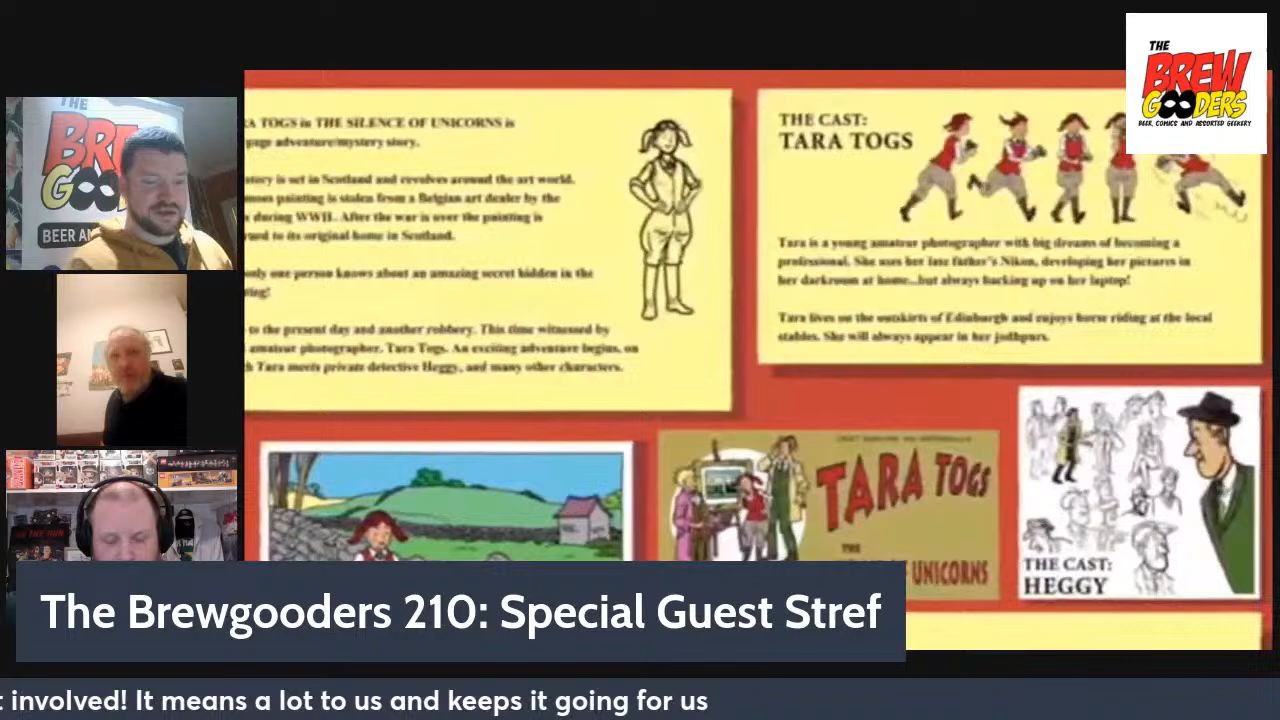 THE
BREW
GOODERS
BEER, COMICS AND ASSORTED GEEKERY
THE
BRE
GO
BEER AN
RA TOGS in THE SILENCE OF UNICORNS is
page adventure/mystery story.
story is set in Scotland and revolves around the art world.
mous painting is stolen from a Belgian art dealer by the
s during WWII. After the war is over the painting is
to its original home in Scotland.
only one person knows about an amazing secret hidden in the
ting!
to the present day and another robbery. This time witnessed by
amateur photographer, Tara Togs. An exciting adventure begins, on
h Tara meets private detective Heggy, and many other characters.
THE CAST:
TARA TOGS
Tara is a young amateur photographer with big dreams of becoming a
professional. She uses her late father's Nikon, developing her pictures in
her darkroom at home...but always backing up on her laptop!
Tara lives on the outskirts of Edinburgh and enjoys horse riding at the local
stables. She will always appear in her jodhpurs.
TARA TOGS
THE
UNICORNS
THE CAST:
HEGGY
The Brewgooders 210: Special Guest Stref
t involved! It means a lot to us and keeps it going for us